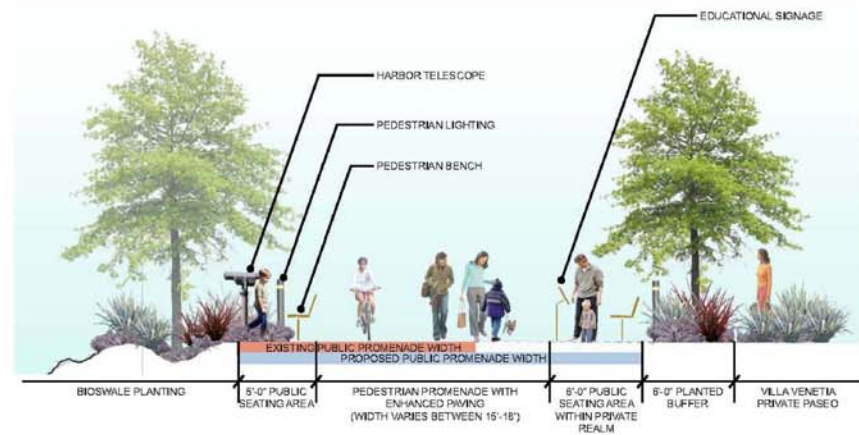 EDUCATIONAL SIGNAGE
HARBOR TELESCOPE
PEDESTRIAN LIGHTING
PEDESTRIAN BENCH
EXISTING PUBLIC PROMENADE WIDTH
PROPOSED PUBLIC PROMENADE WIDTH
BIOSWALE PLANTING
5'-0" PUBLIC
SEATING AREA
PEDESTRIAN PROMENADE WITH
ENHANCED PAVING
(WIDTH VARIES BETWEEN 15'-18')
6'-0" PUBLIC
SEATING AREA
WITHIN PRIVATE
REALM
6'-0" PLANTED
BUFFER
VILLA VENETIA
PRIVATE PASEO